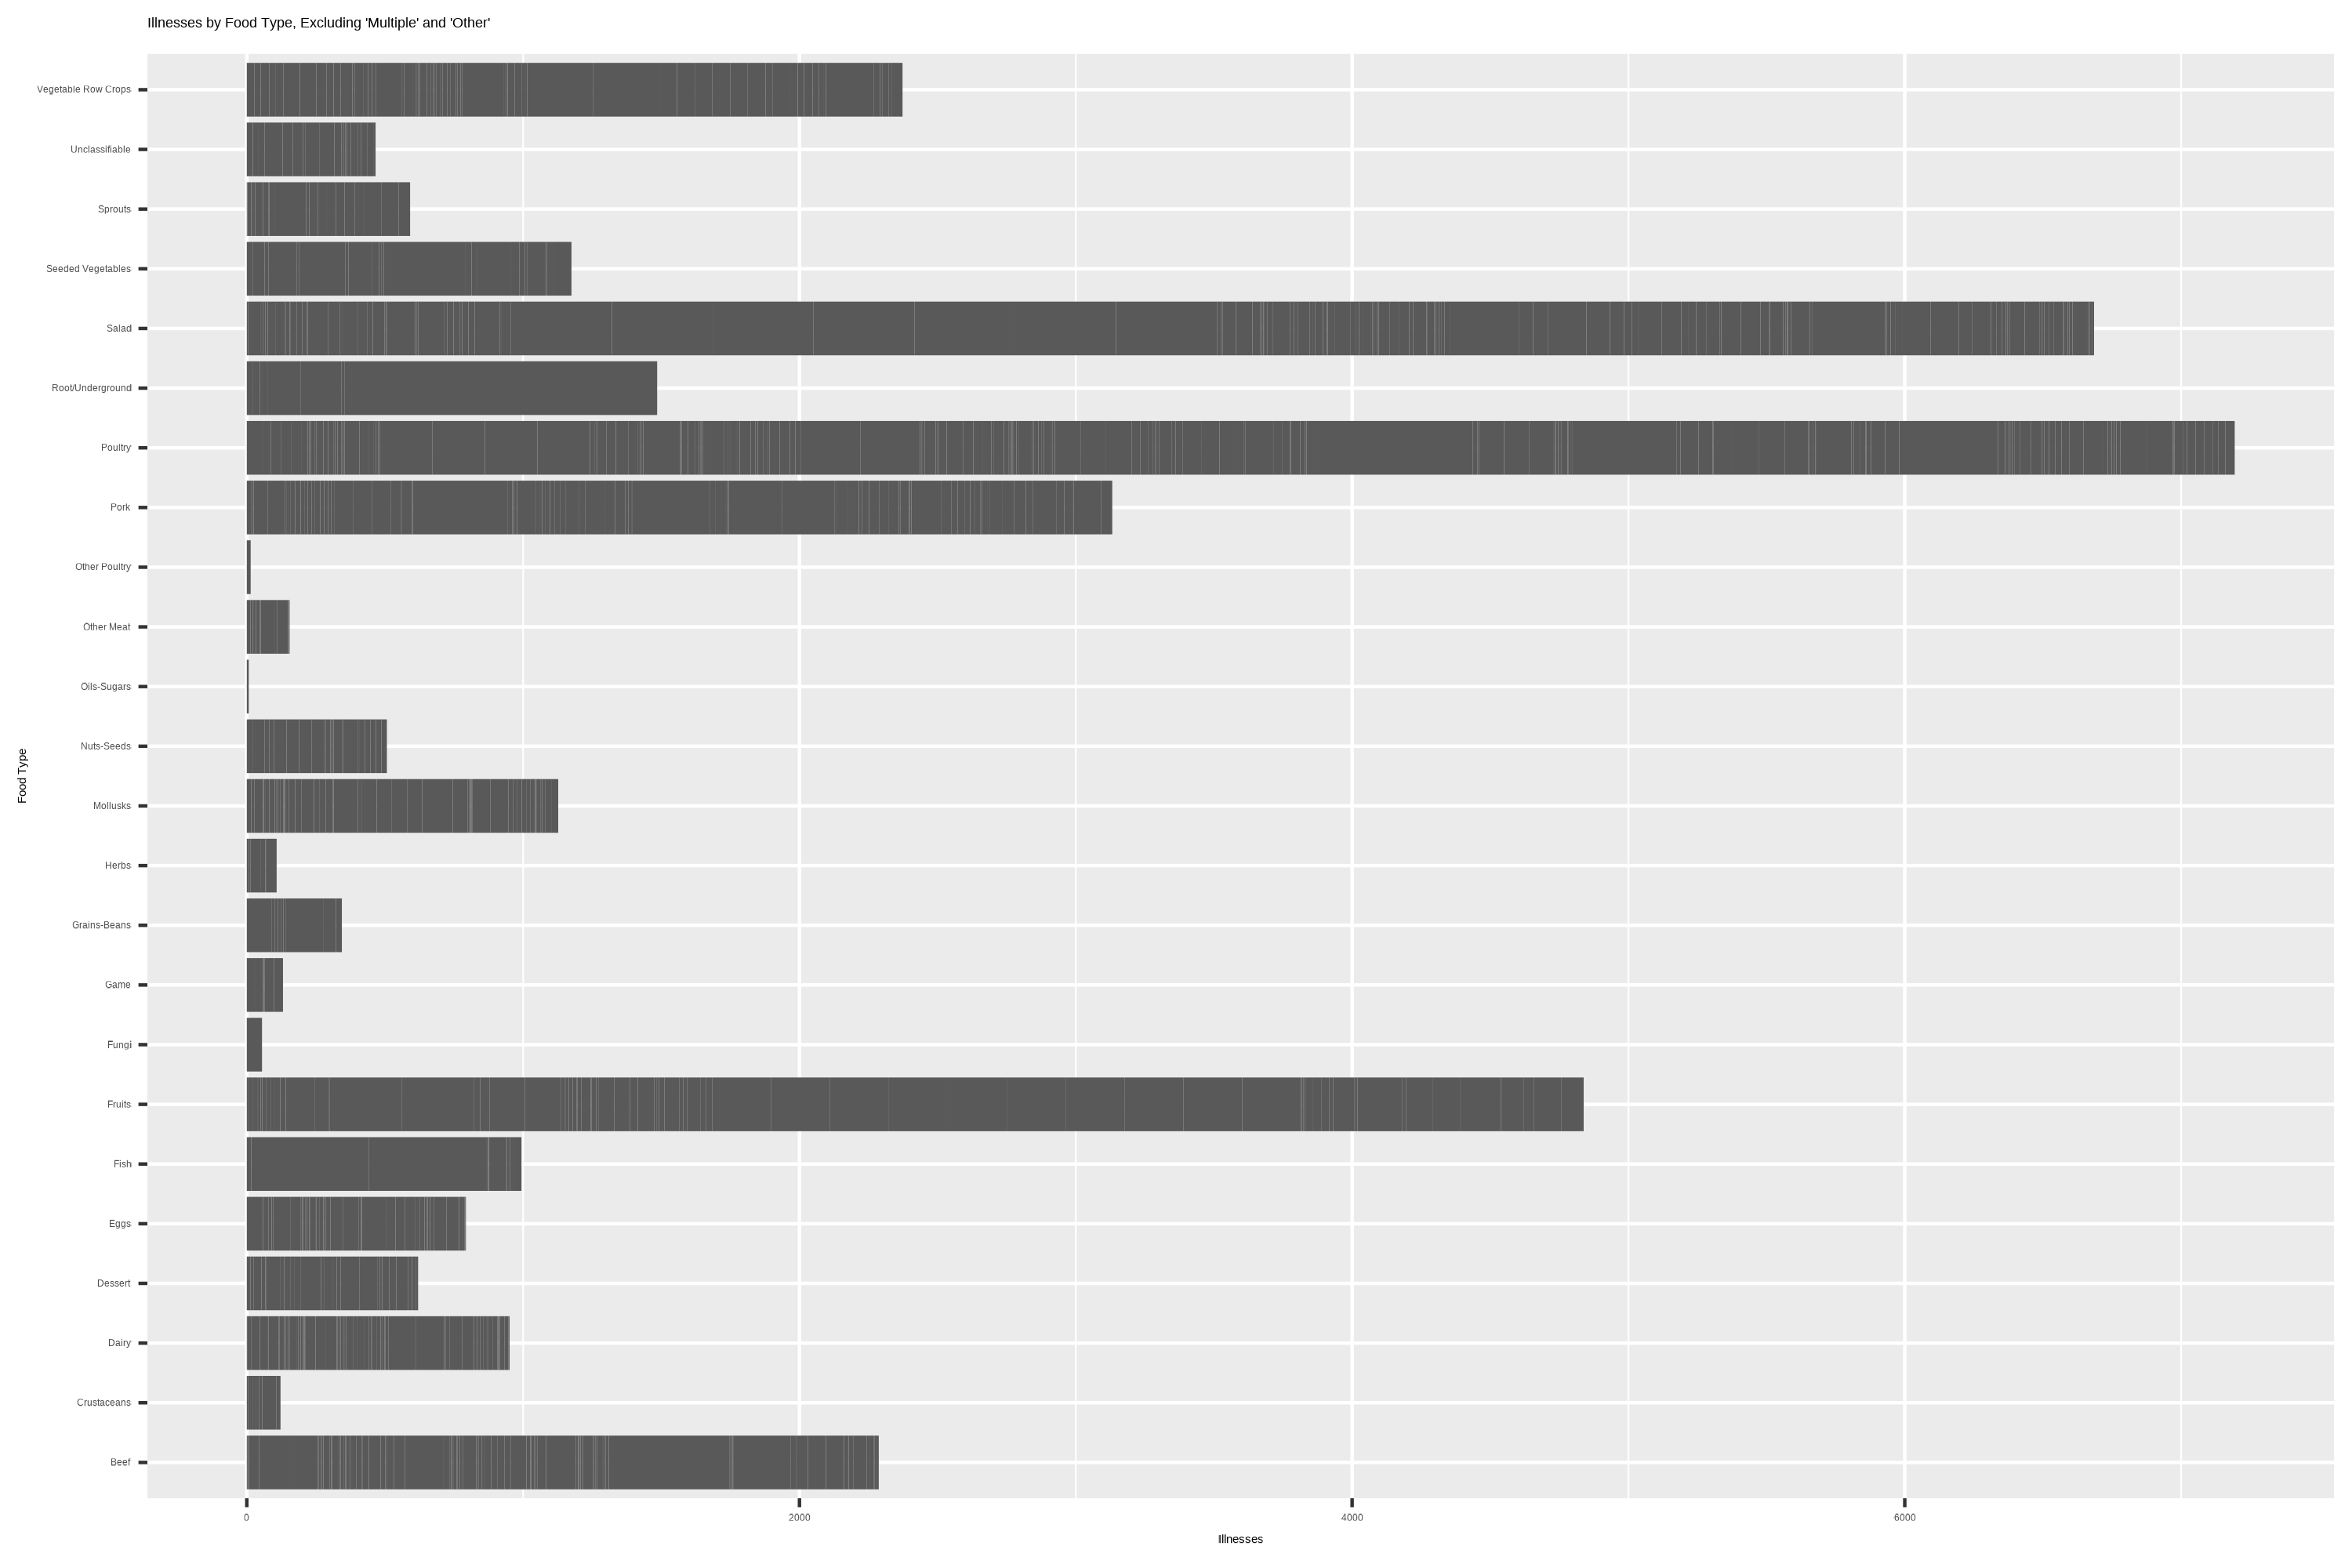 Illnesses by Food Type, Excluding 'Multiple' and 'Other'
Vegetable Row Crops
Unclassifiable
Sprouts
Seeded Vegetables
Salad
Root/Underground
Poultry
Pork
Other Poultry
Other Meat
Oils-Sugars
Nuts-Seeds
Mollusks
Herbs
Grains-Beans
Game
Fungi
Fruits
Fish
Eggs
Dessert
Dairy
Crustaceans
Beef
Food Type
0 2000 4000 6000
Illnesses